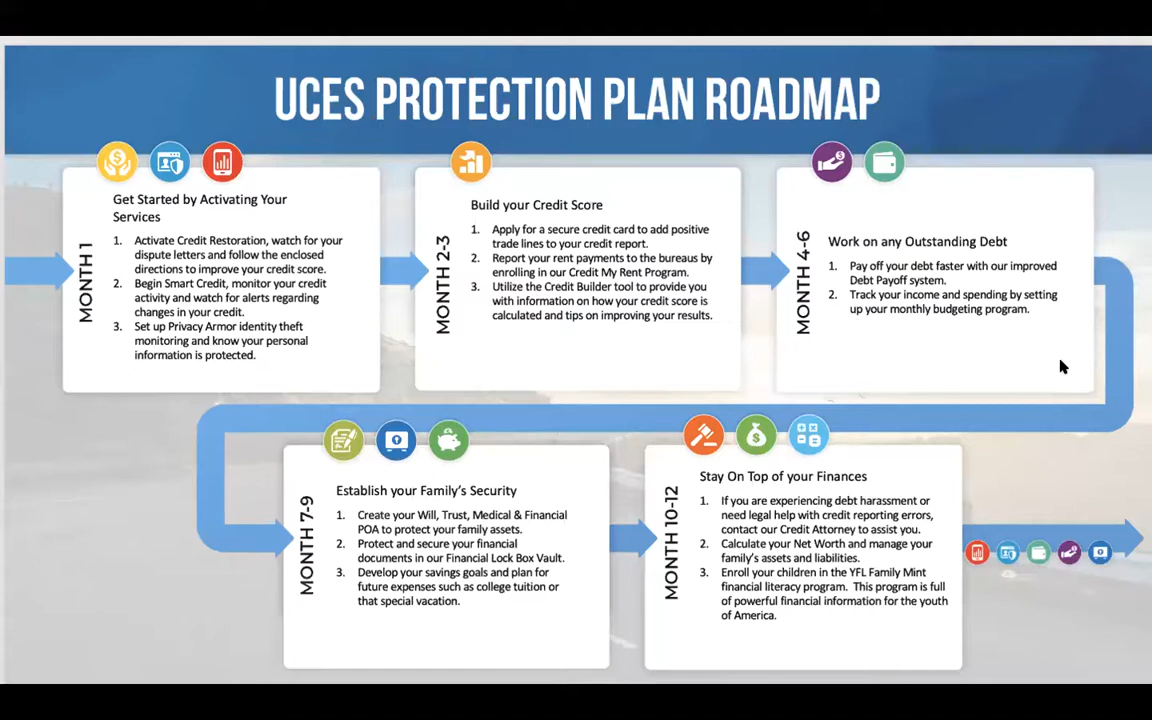 UCES PROTECTION PLAN ROADMAP
MONTH 1
Get Started by Activating Your
Services
1. Activate Credit Restoration, watch for your
dispute letters and follow the enclosed
directions to improve your credit score.
2. Begin Smart Credit, monitor your credit
activity and watch for alerts regarding
changes in your credit.
3. Set up Privacy Armor identity theft
monitoring and know your personal
information is protected.
MONTH 2-3
Build your Credit Score
1. Apply for a secure credit card to add positive
trade lines to your credit report.
2. Report your rent payments to the bureaus by
enrolling in our Credit My Rent Program.
3. Utilize the Credit Builder tool to provide you
with information on how your credit score is
calculated and tips on improving your results.
MONTH 4-6
Work on any Outstanding Debt
1. Pay off your debt faster with our improved
Debt Payoff system.
2. Track your income and spending by setting
up your monthly budgeting program.
MONTH 7-9
Establish your Family's Security
1. Create your Will, Trust, Medical & Financial
POA to protect your family assets.
2. Protect and secure your financial
documents in our Financial Lock Box Vault.
3. Develop your savings goals and plan for
future expenses such as college tuition or
that special vacation.
MONTH 10-12
Stay On Top of your Finances
1. If you are experiencing debt harassment or
need legal help with credit reporting errors,
contact our Credit Attorney to assist you.
2. Calculate your Net Worth and manage your
family's assets and liabilities.
3. Enroll your children in the YFL Family Mint
financial literacy program. This program is full
of powerful financial information for the youth
of America.